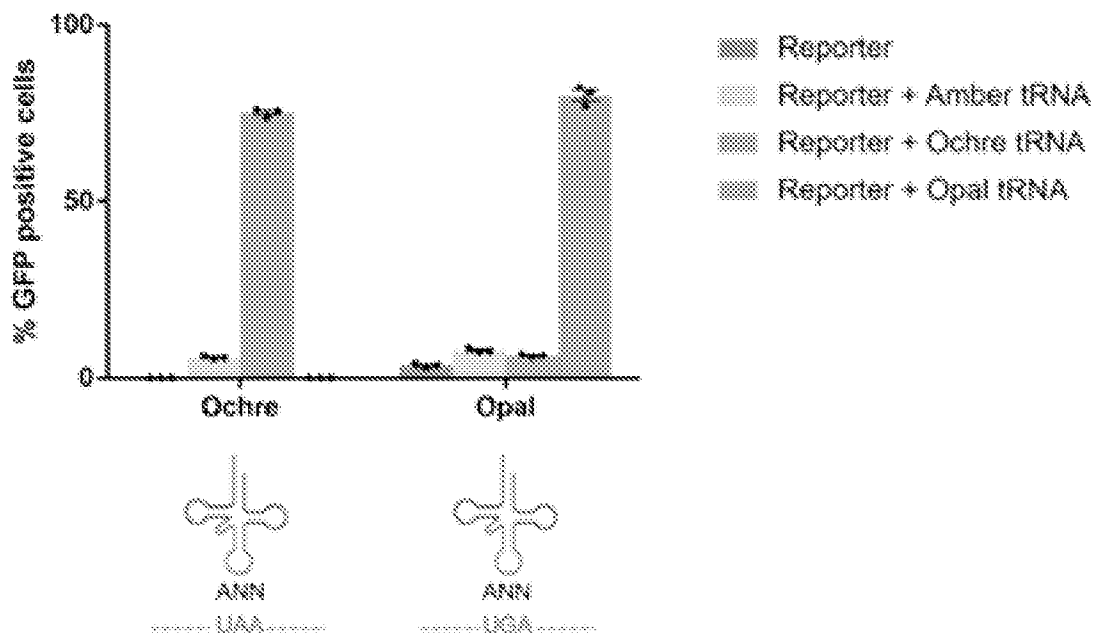 100
50
0
% GFP positive cells
Reporter
Reporter + Amber tRNA
Reporter + Ochre tRNA
Reporter + Opal tRNA
Ochre
Opal
ANN
ANN
UAA
UGA